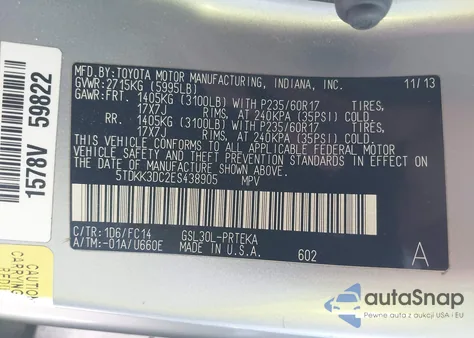 MFD.BY:TOYOTA MOTOR MANUFACTURING, INDIANA, INC. 11/13
GVWR:2715KG (5995LB)
GAWR:FRT. 1405KG (3100LB) WITH P235/60R17 TIRES,
17X7J RIMS, AT 240KPA (35PSI) COLD.
RR. 1405KG (3100LB) WITH P235/60R17 TIRES,
17X7J RIMS, AT 240KPA (35PSI) COLD.
THIS VEHICLE CONFORMS TO ALL APPLICABLE FEDERAL MOTOR
VEHICLE SAFETY, BUMPER, AND THEFT PREVENTION STANDARDS IN
EFFECT ON THE DATE OF MANUFACTURE SHOWN ABOVE.
5TDKK3DC2ES438905 MPV
C/TR:1D6/FC14 GSL30L-PRTEKA
A/TM:-01A/U660E MADE IN U.S.A. 602
A
1578V 59822
CARRYING
autoSnap
Pewne auta z aukcji USA i EU